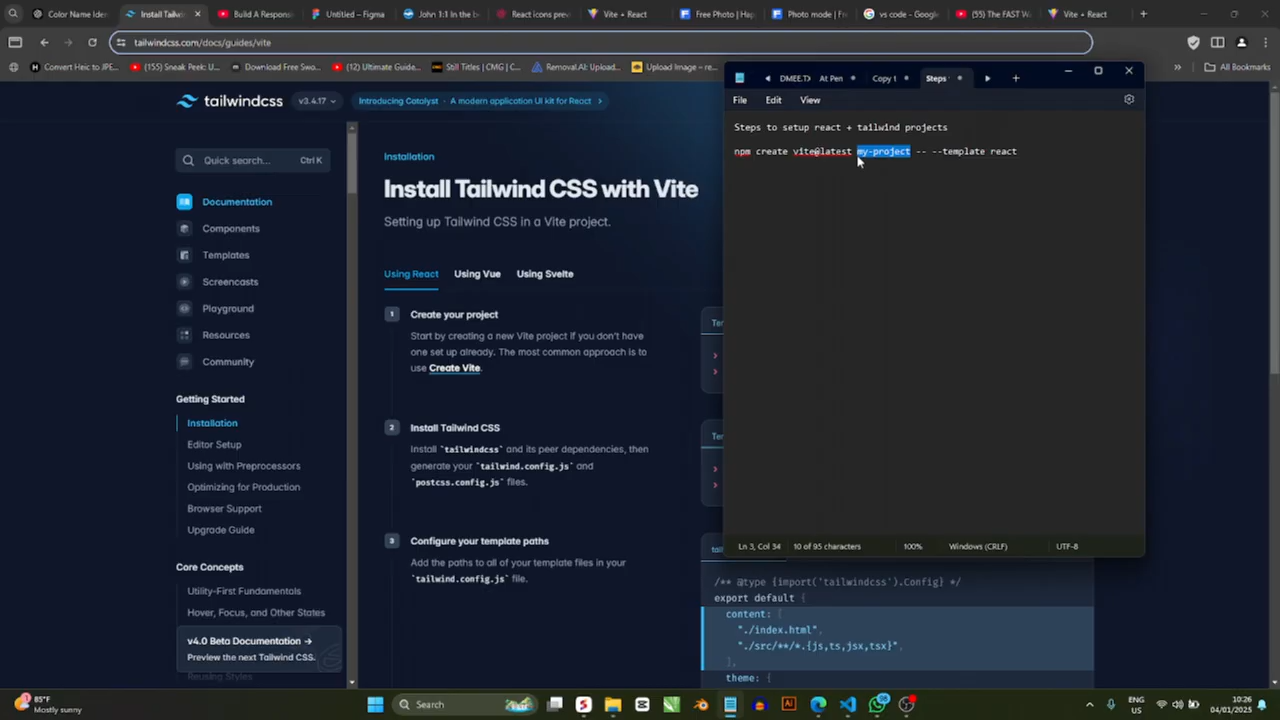 Color Name Iden
Install Tailwi
Build A Responsi
Untitled – Figma
John 1:1 In the b
React icons prev
Vite + React
Free Photo | Hap
Photo mode | Fre
vs code - Google
(55) The FAST W
Vite + React
tailwindcss.com/docs/guides/vite
Convert Heic to JPE...
(155) Sneak Peek: U...
Download Free Swo...
(12) Ultimate Guide...
Still Titles | CMG | C...
Removal.AI: Upload...
Upload Image – re...
All Bookmarks
tailwindcss
v3.4.17
Introducing Catalyst - A modern application UI kit for React
Quick search...
Ctrl K
Documentation
Components
Templates
Screencasts
Playground
Resources
Community
Getting Started
Installation
Editor Setup
Using with Preprocessors
Optimizing for Production
Browser Support
Upgrade Guide
Core Concepts
Utility-First Fundamentals
Hover, Focus, and Other States
v4.0 Beta Documentation →
Preview the next Tailwind CSS.
Reusing Styles
Installation
Install Tailwind CSS with Vite
Setting up Tailwind CSS in a Vite project.
Using React
Using Vue
Using Svelte
1
Create your project
Start by creating a new Vite project if you don't have
one set up already. The most common approach is to
use Create Vite.
2
Install Tailwind CSS
Install `tailwindcss` and its peer dependencies, then
generate your `tailwind.config.js` and
`postcss.config.js` files.
3
Configure your template paths
Add the paths to all of your template files in your
`tailwind.config.js` file.
Ter
>
>
Ter
>
>
tail
/** @type {import('tailwindcss').Config} */
export default {
content: [
"./index.html",
"./src/**/*.{js,ts,jsx,tsx}",
],
theme: {
DMEE.TX
At Pen
Copy t
Steps
File
Edit
View
Steps to setup react + tailwind projects
npm create vite@latest my-project -- --template react
Ln 3, Col 34
10 of 95 characters
100%
Windows (CRLF)
UTF-8
85°F
Mostly sunny
Search
ENG
US
10:26
04/01/2025